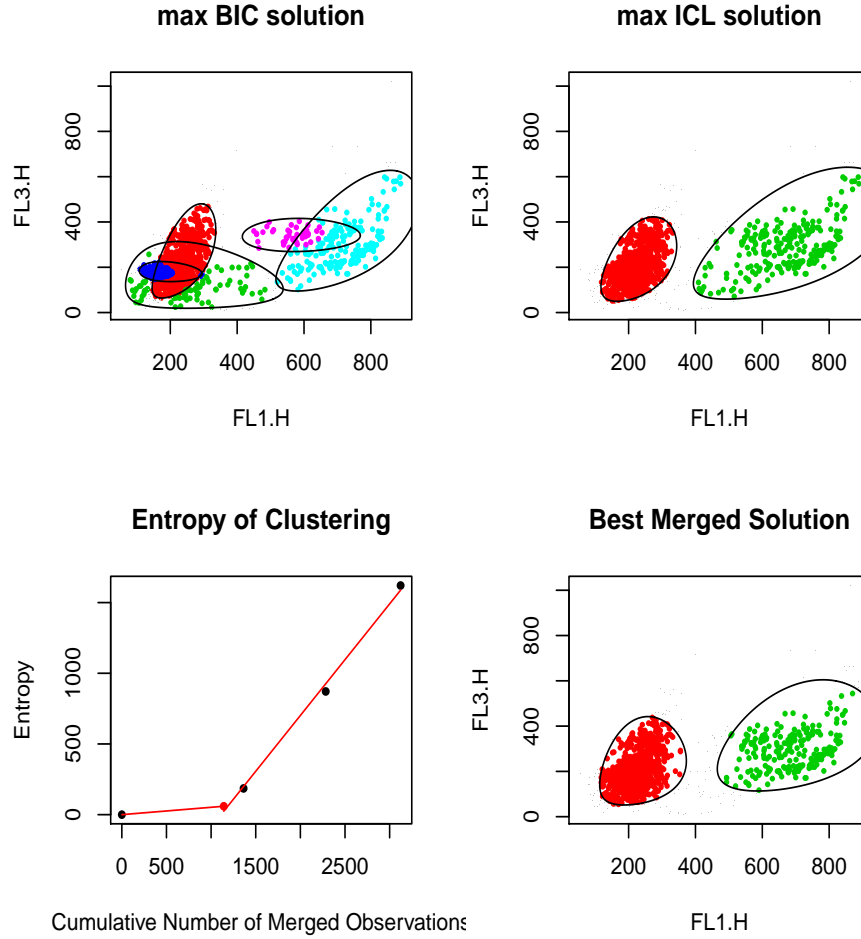 max BIC solution
FL3.H
0
400
800
200
400
600
800
FL1.H
max ICL solution
FL3.H
0
400
800
200
400
600
800
FL1.H
Entropy of Clustering
Entropy
0
500
1000
0
500
1500
2500
Cumulative Number of Merged Observations
Best Merged Solution
FL3.H
0
400
800
200
400
600
800
FL1.H